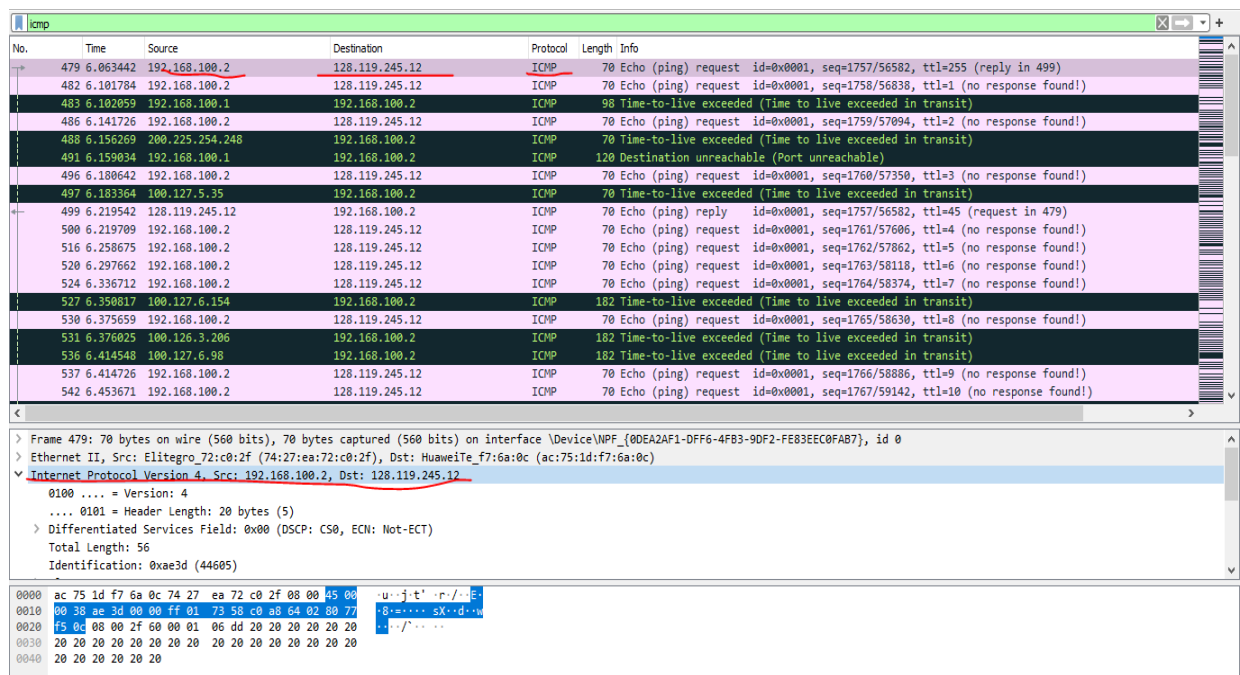 icmp
No. Time Source Destination Protocol Length Info
479 6.063442 192.168.100.2 128.119.245.12 ICMP 70 Echo (ping) request id=0x0001, seq=1757/56582, ttl=255 (reply in 499)
482 6.101784 192.168.100.2 128.119.245.12 ICMP 70 Echo (ping) request id=0x0001, seq=1758/56838, ttl=1 (no response found!)
483 6.102059 192.168.100.1 192.168.100.2 ICMP 98 Time-to-live exceeded (Time to live exceeded in transit)
486 6.141726 192.168.100.2 128.119.245.12 ICMP 70 Echo (ping) request id=0x0001, seq=1759/57094, ttl=2 (no response found!)
488 6.156269 200.225.254.248 192.168.100.2 ICMP 70 Time-to-live exceeded (Time to live exceeded in transit)
491 6.159034 192.168.100.1 192.168.100.2 ICMP 120 Destination unreachable (Port unreachable)
496 6.180642 192.168.100.2 128.119.245.12 ICMP 70 Echo (ping) request id=0x0001, seq=1760/57350, ttl=3 (no response found!)
497 6.183364 100.127.5.35 192.168.100.2 ICMP 70 Time-to-live exceeded (Time to live exceeded in transit)
499 6.219542 128.119.245.12 192.168.100.2 ICMP 70 Echo (ping) reply id=0x0001, seq=1757/56582, ttl=45 (request in 479)
500 6.219709 192.168.100.2 128.119.245.12 ICMP 70 Echo (ping) request id=0x0001, seq=1761/57606, ttl=4 (no response found!)
516 6.258675 192.168.100.2 128.119.245.12 ICMP 70 Echo (ping) request id=0x0001, seq=1762/57862, ttl=5 (no response found!)
520 6.297662 192.168.100.2 128.119.245.12 ICMP 70 Echo (ping) request id=0x0001, seq=1763/58118, ttl=6 (no response found!)
524 6.336712 192.168.100.2 128.119.245.12 ICMP 70 Echo (ping) request id=0x0001, seq=1764/58374, ttl=7 (no response found!)
527 6.350817 100.127.6.154 192.168.100.2 ICMP 182 Time-to-live exceeded (Time to live exceeded in transit)
530 6.375659 192.168.100.2 128.119.245.12 ICMP 70 Echo (ping) request id=0x0001, seq=1765/58630, ttl=8 (no response found!)
531 6.376025 100.126.3.206 192.168.100.2 ICMP 182 Time-to-live exceeded (Time to live exceeded in transit)
536 6.414548 100.127.6.98 192.168.100.2 ICMP 182 Time-to-live exceeded (Time to live exceeded in transit)
537 6.414726 192.168.100.2 128.119.245.12 ICMP 70 Echo (ping) request id=0x0001, seq=1766/58886, ttl=9 (no response found!)
542 6.453671 192.168.100.2 128.119.245.12 ICMP 70 Echo (ping) request id=0x0001, seq=1767/59142, ttl=10 (no response found!)
Frame 479: 70 bytes on wire (560 bits), 70 bytes captured (560 bits) on interface \Device\NPF_{0DEA2AF1-DFF6-4FB3-9DF2-FE83EEC0FAB7}, id 0
Ethernet II, Src: Elitegro_72:c0:2f (74:27:ea:72:c0:2f), Dst: HuaweiTe_f7:6a:0c (ac:75:1d:f7:6a:0c)
Internet Protocol Version 4, Src: 192.168.100.2, Dst: 128.119.245.12
0100 .... = Version: 4
.... 0101 = Header Length: 20 bytes (5)
Differentiated Services Field: 0x00 (DSCP: CS0, ECN: Not-ECT)
Total Length: 56
Identification: 0xae3d (44605)
0000 ac 75 1d f7 6a 0c 74 27 ea 72 c0 2f 08 00 45 00 ·u··j·t' ·r·/··E·
0010 00 38 ae 3d 00 00 ff 01 73 58 c0 a8 64 02 80 77 ·8·=···· sX··d··w
0020 f5 0c 08 00 2f 60 00 01 06 dd 20 20 20 20 20 20 ····/`·· ··
0030 20 20 20 20 20 20 20 20 20 20 20 20 20 20 20 20
0040 20 20 20 20 20 20